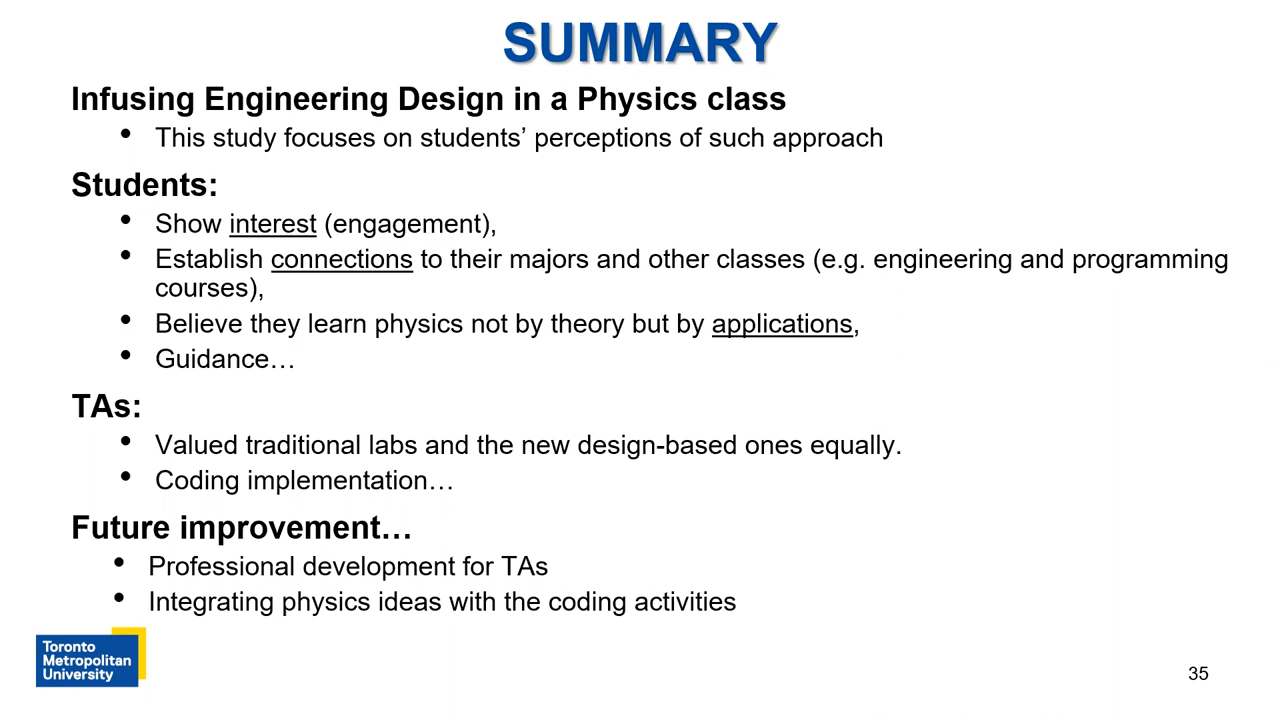 SUMMARY
Infusing Engineering Design in a Physics class
• This study focuses on students’ perceptions of such approach
Students:
• Show interest (engagement),
• Establish connections to their majors and other classes (e.g. engineering and programming
courses),
• Believe they learn physics not by theory but by applications,
• Guidance…
TAs:
• Valued traditional labs and the new design-based ones equally.
• Coding implementation…
Future improvement…
• Professional development for TAs
• Integrating physics ideas with the coding activities
Toronto
Metropolitan
University
35